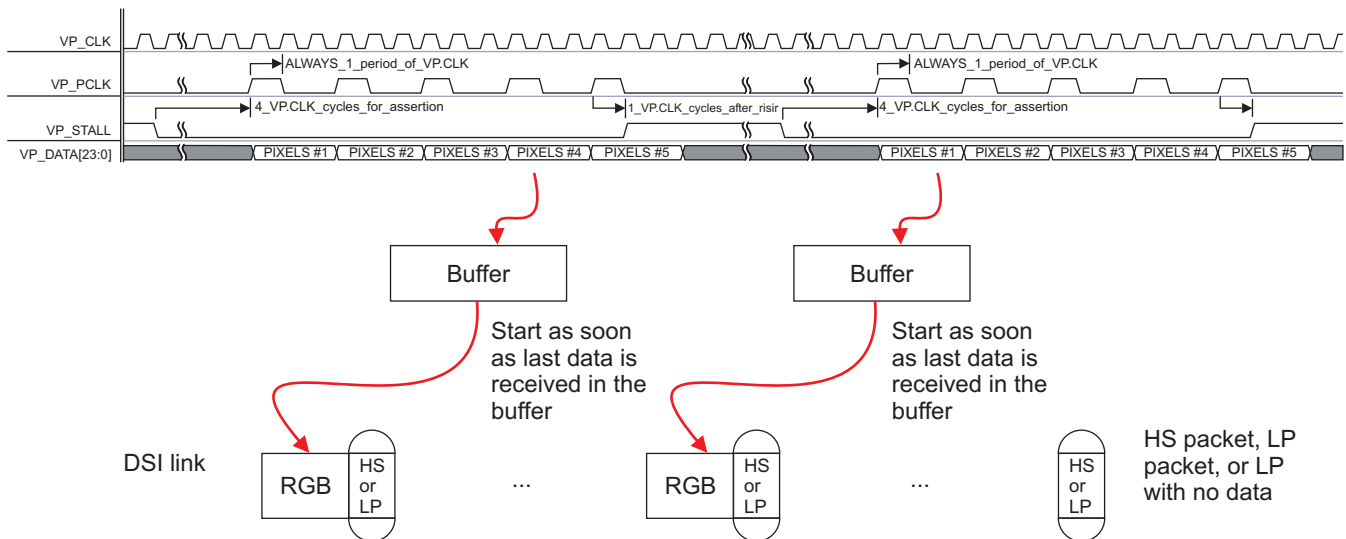 VP_CLK
ALWAYS_1_period_of_VP.CLK
ALWAYS_1_period_of_VP.CLK
VP_PCLK
4_VP.CLK_cycles_for_assertion
1_VP.CLK_cycles_after_risir
4_VP.CLK_cycles_for_assertion
VP_STALL
VP_DATA[23:0]
PIXELS #1
PIXELS #2
PIXELS #3
PIXELS #4
PIXELS #5
PIXELS #1
PIXELS #2
PIXELS #3
PIXELS #4
PIXELS #5
Buffer
Buffer
Start as soon
as last data is
received in the
buffer
Start as soon
as last data is
received in the
buffer
DSI link
RGB
HS
or
LP
...
RGB
HS
or
LP
...
HS
or
LP
HS packet, LP
packet, or LP
with no data